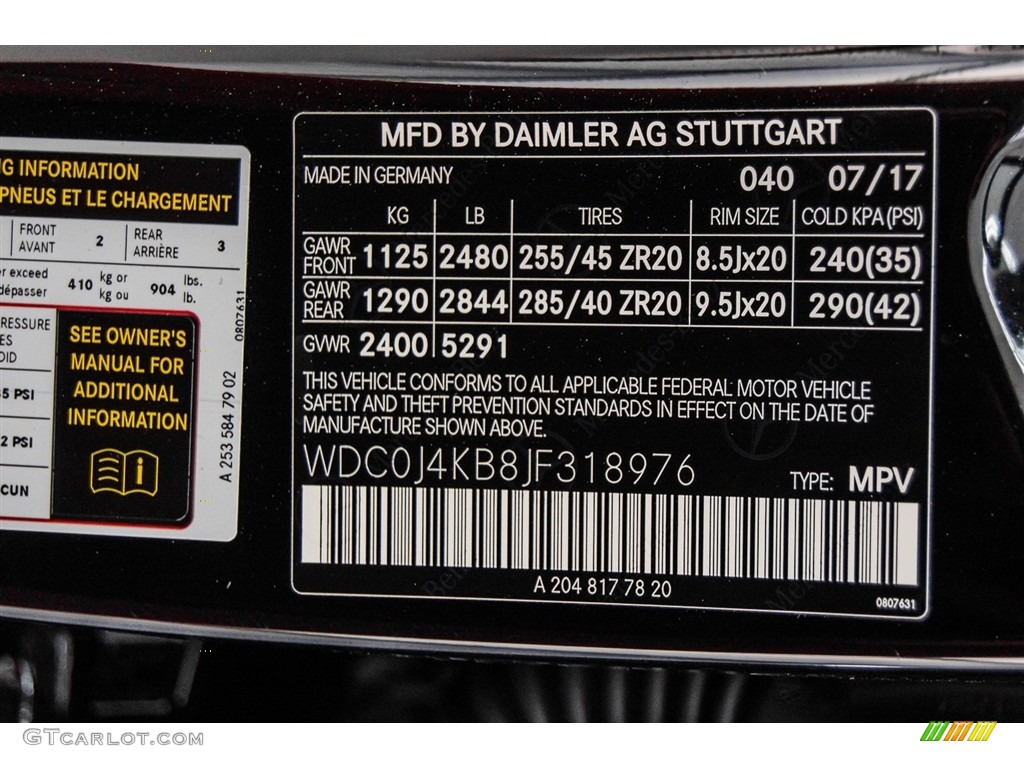 G INFORMATION
PNEUS ET LE CHARGEMENT
FRONT
AVANT
2
REAR
ARRIÈRE
3
exceed
dépasser
410
kg or
kg ou
904
lbs.
lb.
0807631
SEE OWNER'S
MANUAL FOR
ADDITIONAL
INFORMATION
5 PSI
2 PSI
CUN
A 253 584 79 02
MFD BY DAIMLER AG STUTTGART
MADE IN GERMANY 040 07/17
KG LB TIRES RIM SIZE COLD KPA(PSI)
GAWR
FRONT 1125 2480 255/45 ZR20 8.5Jx20 240(35)
GAWR
REAR 1290 2844 285/40 ZR20 9.5Jx20 290(42)
GVWR 2400 5291
THIS VEHICLE CONFORMS TO ALL APPLICABLE FEDERAL MOTOR VEHICLE
SAFETY AND THEFT PREVENTION STANDARDS IN EFFECT ON THE DATE OF
MANUFACTURE SHOWN ABOVE.
WDC0J4KB8JF318976 TYPE: MPV
A 204 817 78 20
0807631
GTCARLOT.COM